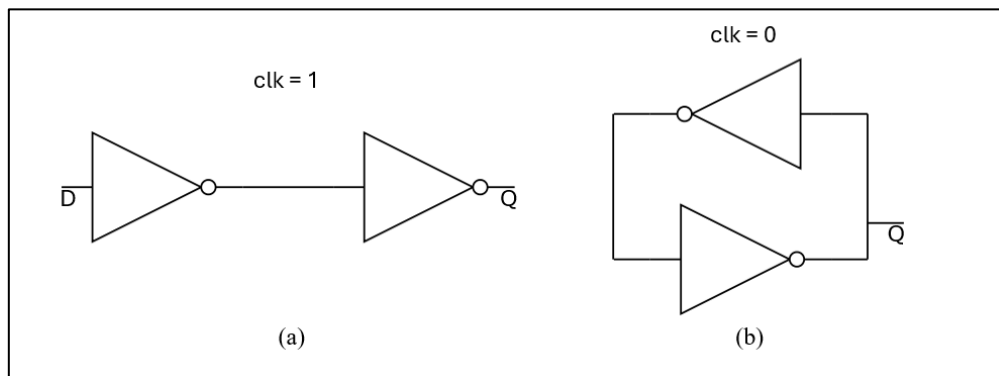 clk = 1
D
Q
(a)
clk = 0
Q
(b)